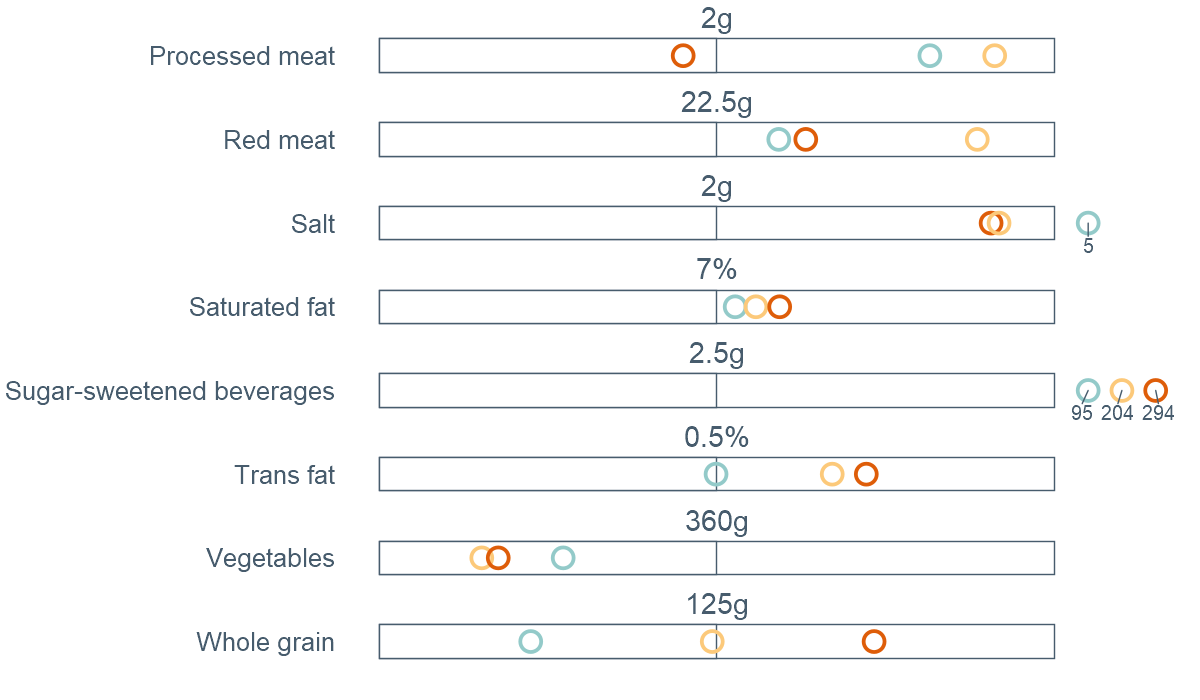 2g
Processed meat
22.5g
Red meat
2g
Salt
5
7%
Saturated fat
2.5g
Sugar-sweetened beverages
95 204 294
0.5%
Trans fat
360g
Vegetables
125g
Whole grain